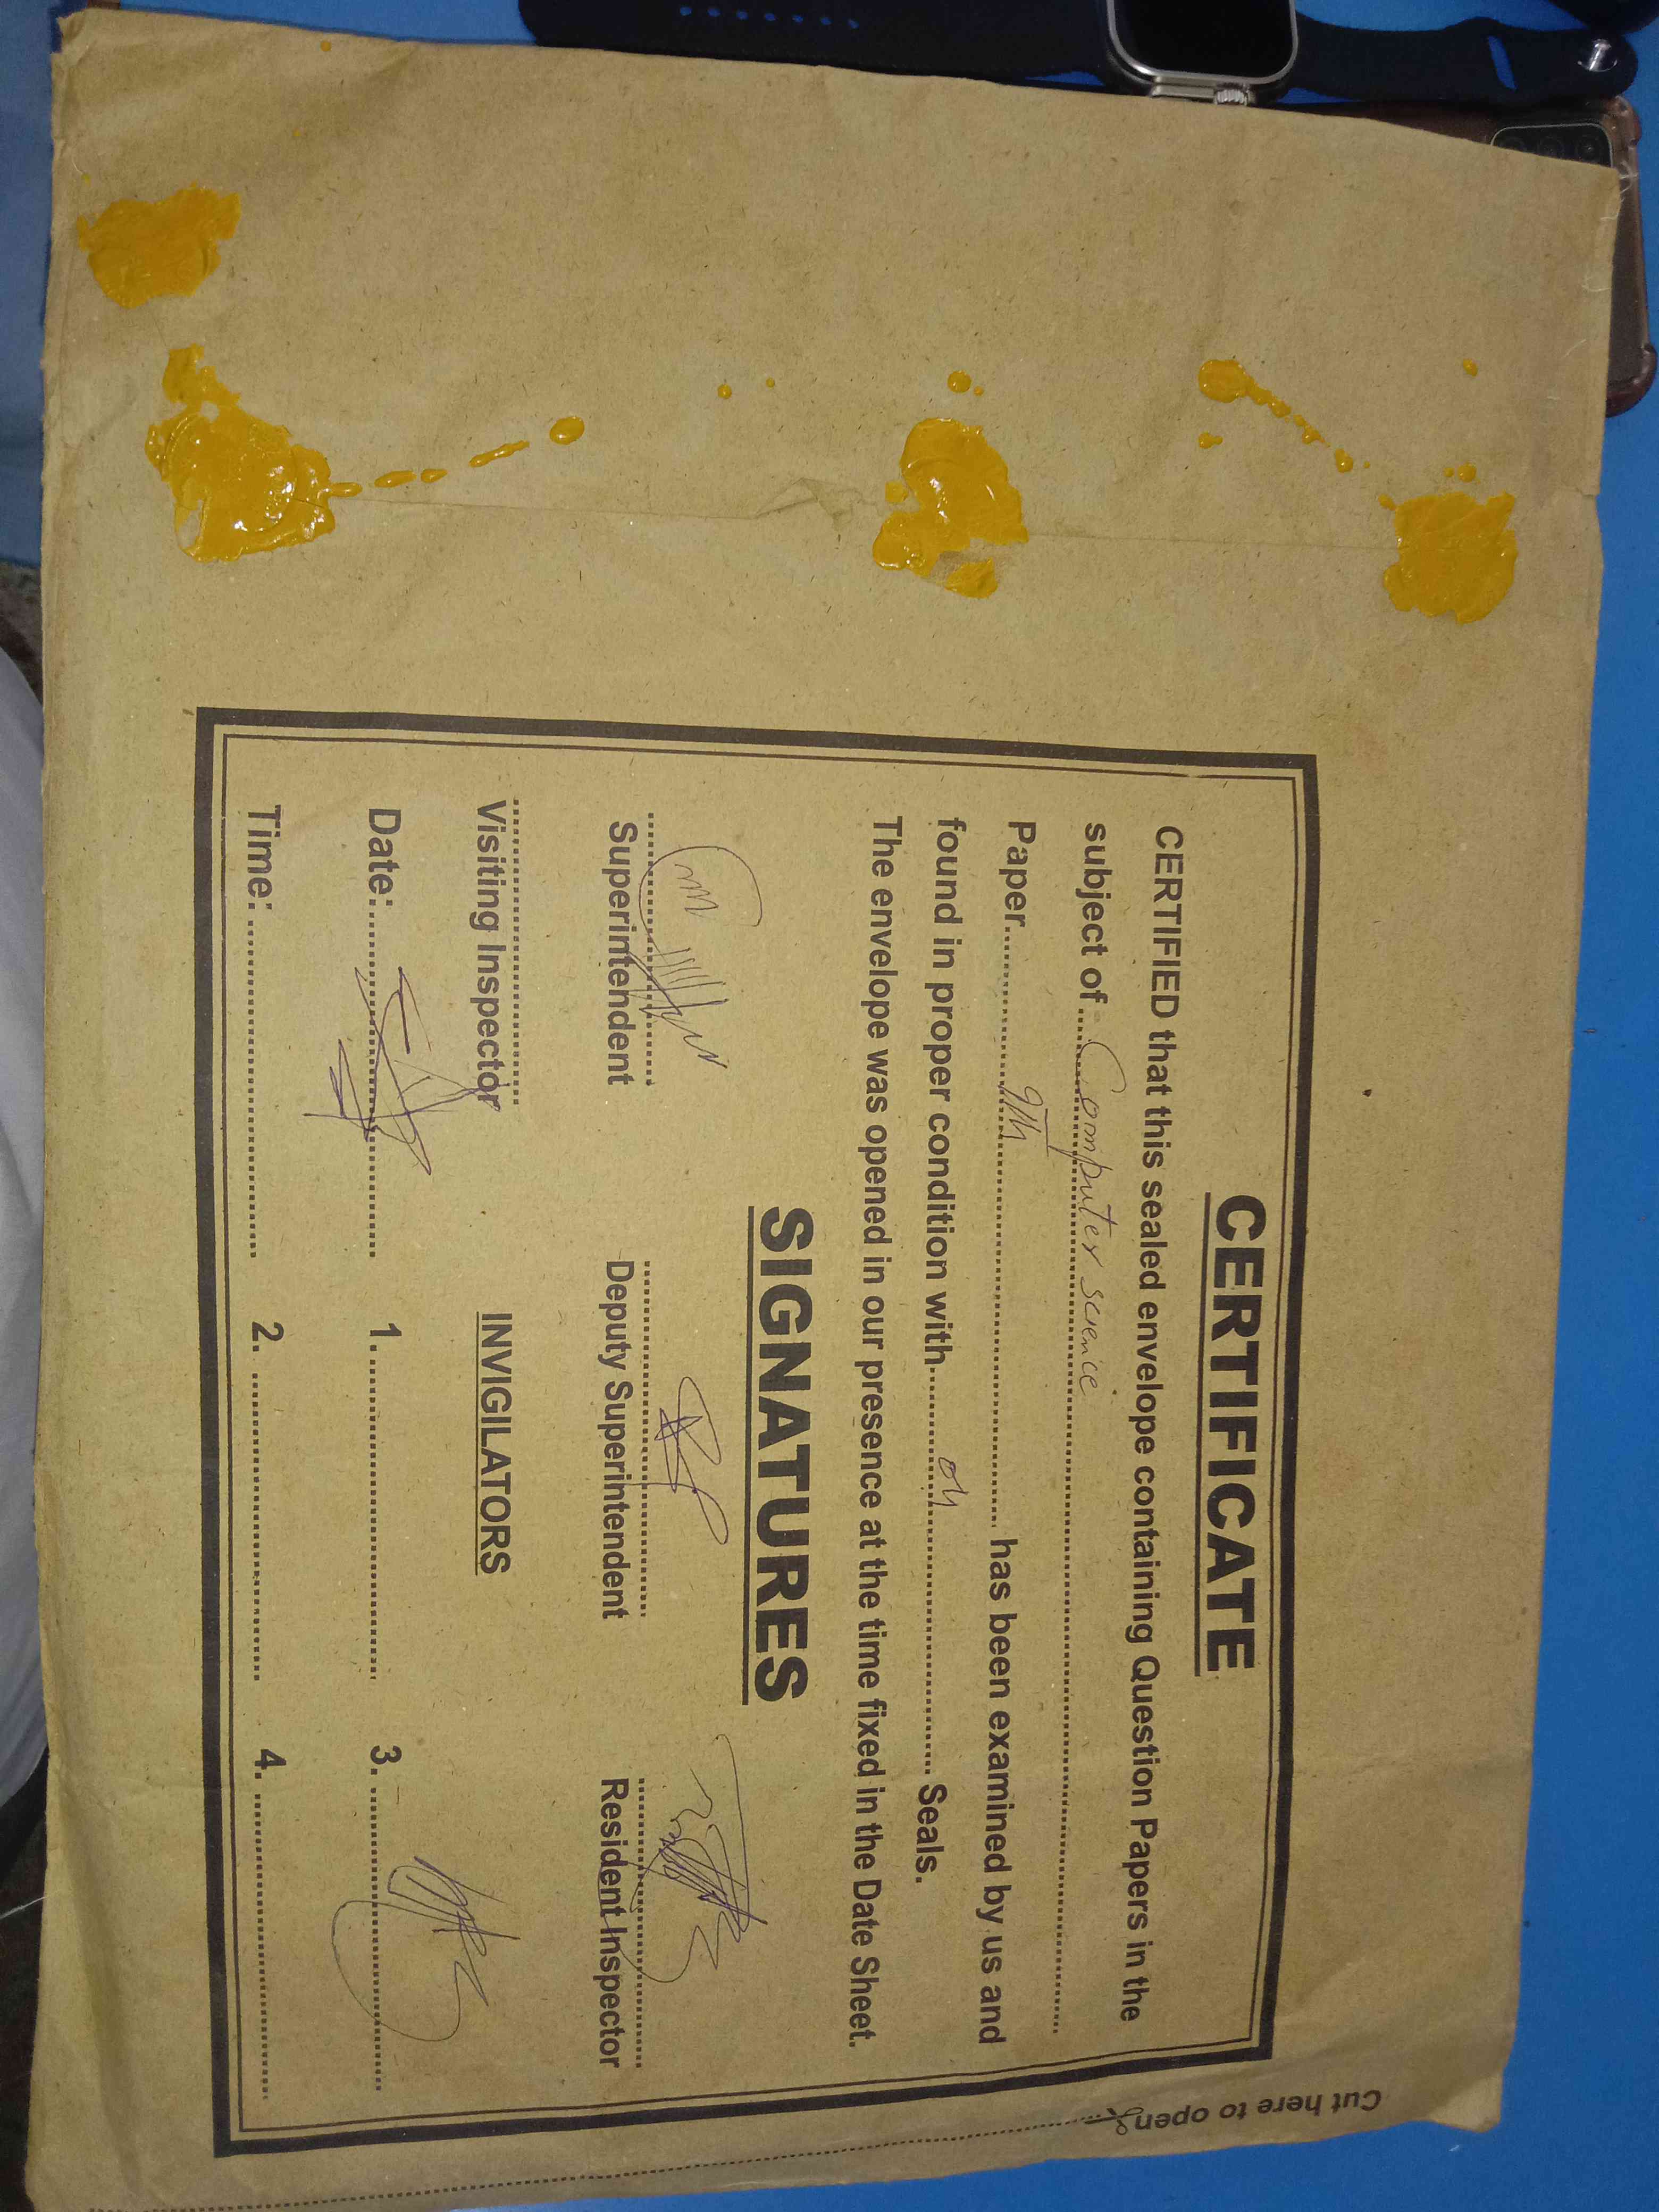 CERTIFICATE
CERTIFIED that this sealed envelope containing Question Papers in the
subject of Computer science
Paper 9th has been examined by us and
found in proper condition with 04 Seals.
The envelope was opened in our presence at the time fixed in the Date Sheet.
SIGNATURES
Superintendent Deputy Superintendent Resident Inspector
Visiting Inspector INVIGILATORS
Date: 1. 3.
Time: 2. 4.
Cut here to open